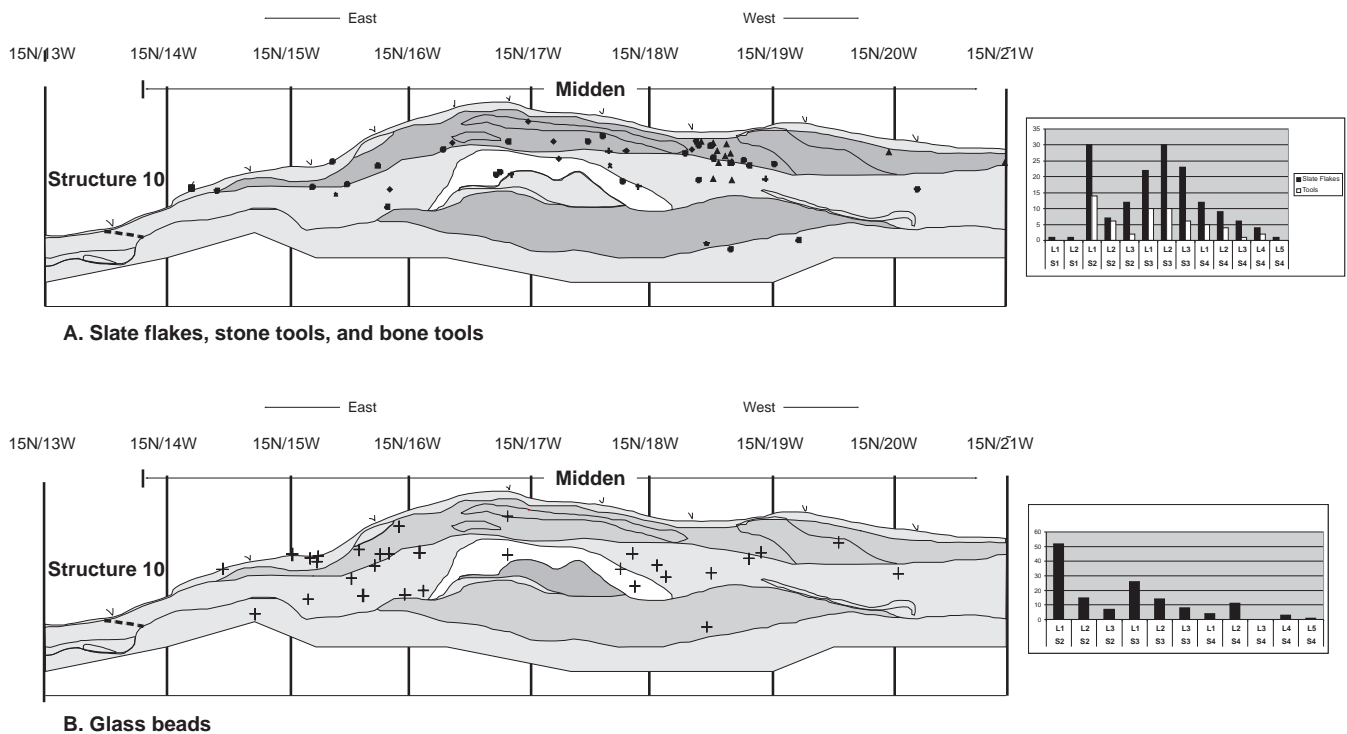 East West
15N/13W 15N/14W 15N/15W 15N/16W 15N/17W 15N/18W 15N/19W 15N/20W 15N/21W
Midden
Structure 10
35
30
25
20
15
10
5
0
L1 L2 L1 L2 L3 L1 L2 L3 L1 L2 L3 L4 L5
S1 S1 S2 S2 S2 S3 S3 S3 S4 S4 S4 S4 S4
Slate Flakes
Tools
A. Slate flakes, stone tools, and bone tools
East West
15N/13W 15N/14W 15N/15W 15N/16W 15N/17W 15N/18W 15N/19W 15N/20W 15N/21W
Midden
Structure 10
60
50
40
30
20
10
0
L1 L2 L3 L1 L2 L3 L1 L2 L3 L4 L5
S2 S2 S2 S3 S3 S3 S4 S4 S4 S4 S4
B. Glass beads